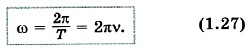 ω = 2π/T = 2πν. (1.27)